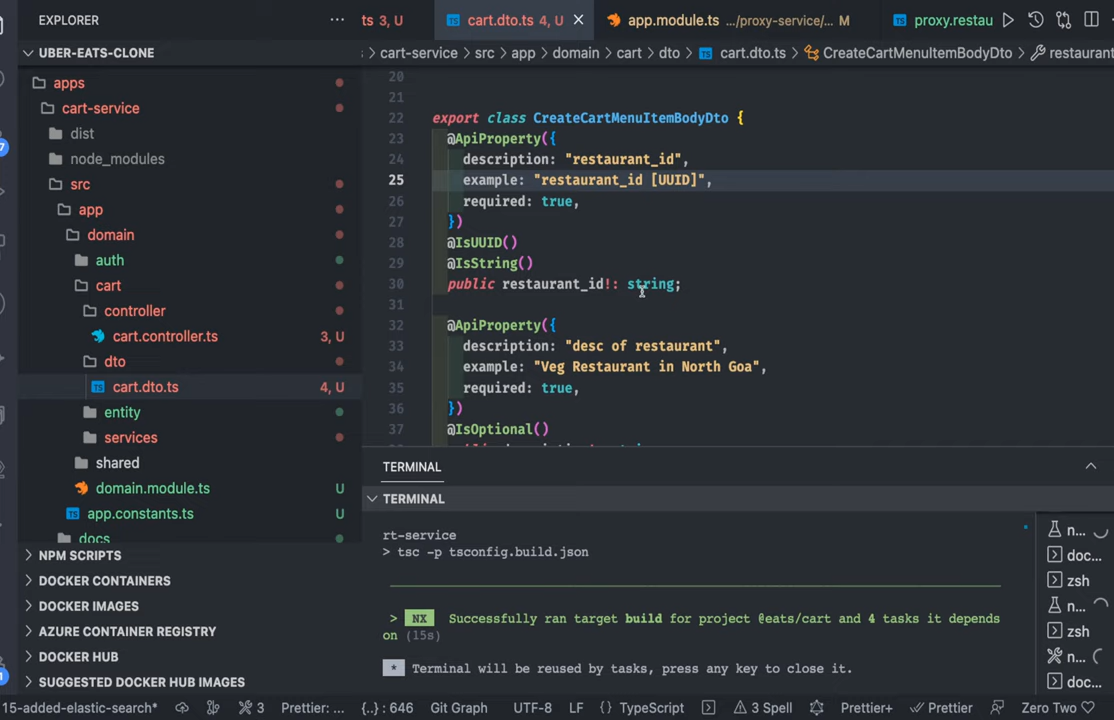 EXPLORER
UBER-EATS-CLONE
apps
cart-service
dist
node_modules
src
app
domain
auth
cart
controller
cart.controller.ts 3, U
dto
cart.dto.ts 4, U
entity
services
shared
domain.module.ts U
app.constants.ts U
docs
NPM SCRIPTS
DOCKER CONTAINERS
DOCKER IMAGES
AZURE CONTAINER REGISTRY
DOCKER HUB
SUGGESTED DOCKER HUB IMAGES
ts 3, U cart.dto.ts 4, U app.module.ts .../proxy-service/... M proxy.restau
cart-service > src > app > domain > cart > dto > cart.dto.ts > CreateCartMenuItemBodyDto > restaurant
20
21
22 export class CreateCartMenuItemBodyDto {
23 @ApiProperty({
24 description: "restaurant_id",
25 example: "restaurant_id [UUID]",
26 required: true,
27 })
28 @IsUUID()
29 @IsString()
30 public restaurant_id!: string;
31
32 @ApiProperty({
33 description: "desc of restaurant",
34 example: "Veg Restaurant in North Goa",
35 required: true,
36 })
37 @IsOptional()
TERMINAL
TERMINAL
rt-service
> tsc -p tsconfig.build.json
> NX Successfully ran target build for project @eats/cart and 4 tasks it depends
on (15s)
* Terminal will be reused by tasks, press any key to close it.
n...
doc...
zsh
n...
zsh
n...
doc...
15-added-elastic-search* 3 Prettier: ... {..} : 646 Git Graph UTF-8 LF {} TypeScript 3 Spell Prettier+ Prettier Zero Two